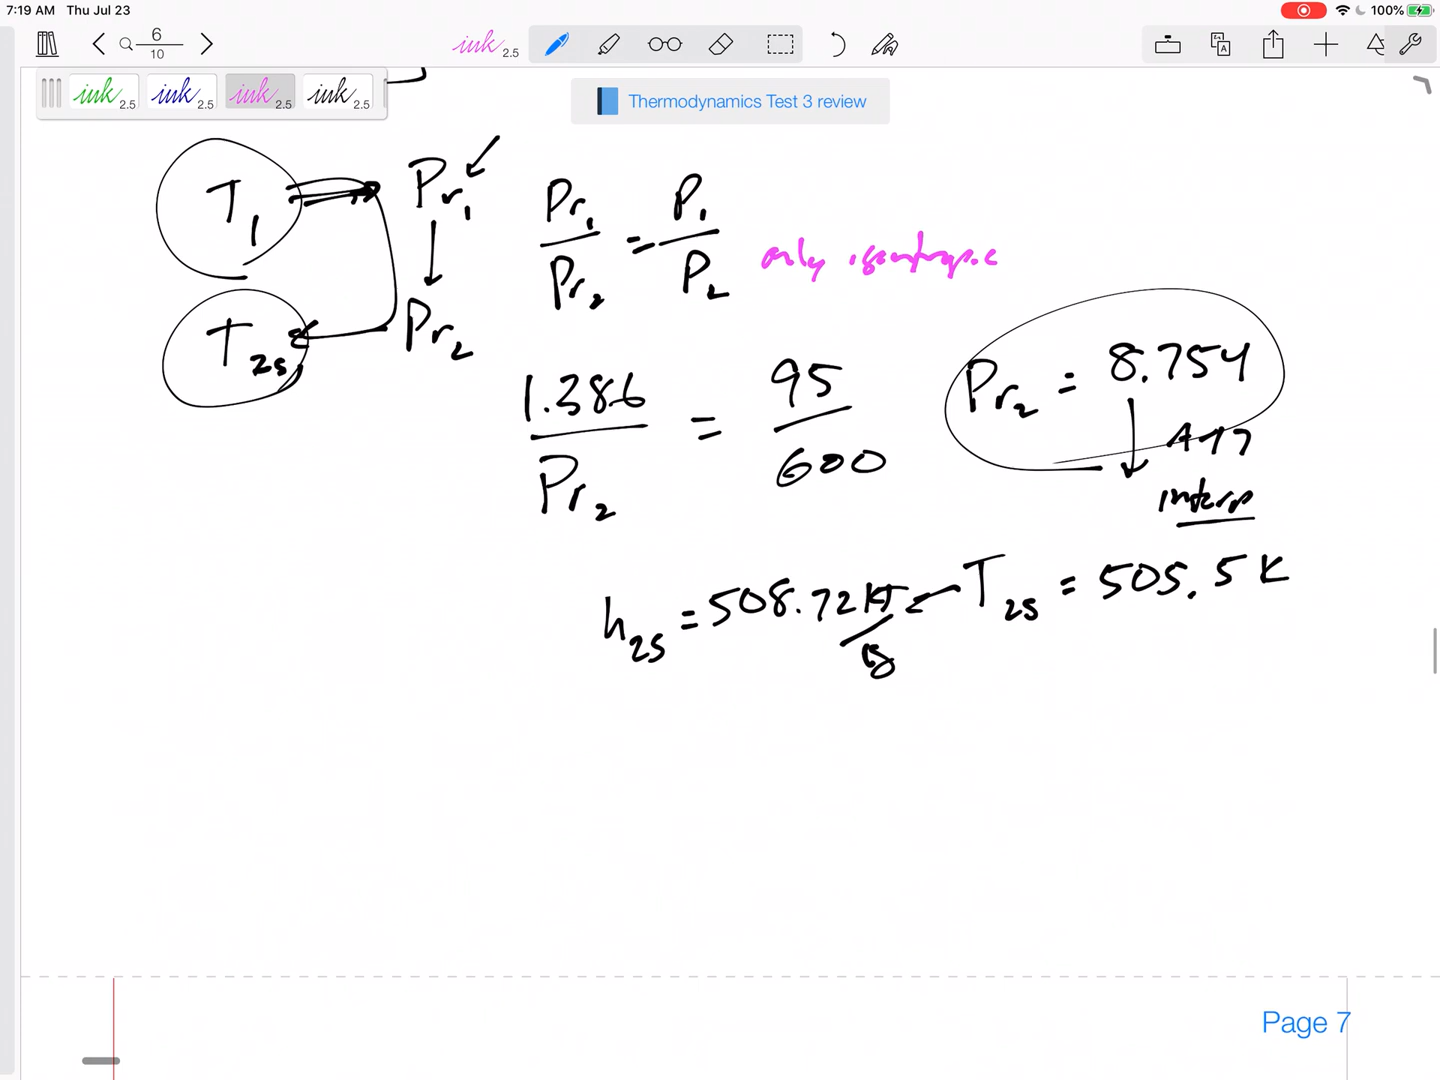 7:19 AM Thu Jul 23
100%
6
10
ink 2.5
ink 2.5
ink 2.5
ink 2.5
ink 2.5
Thermodynamics Test 3 review
T1
Pr1
Pr1/Pr2 = P1/P2
only isentropic
T2s
Pr2
1.386/Pr2 = 95/600
Pr2 = 8.754
A-17
interp
h2s = 508.72 kJ/kg
T2s = 505.5 K
Page 7